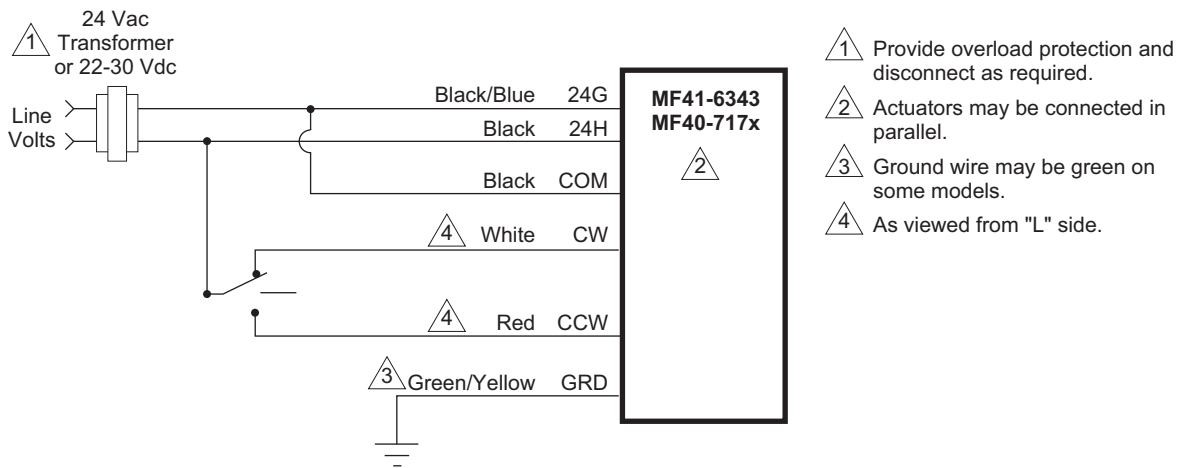 24 Vac
1 Transformer
or 22-30 Vdc
Line
Volts
Black/Blue 24G
Black 24H
Black COM
4 White CW
4 Red CCW
3 Green/Yellow GRD
MF41-6343
MF40-717x
2
1 Provide overload protection and
disconnect as required.
2 Actuators may be connected in
parallel.
3 Ground wire may be green on
some models.
4 As viewed from "L" side.